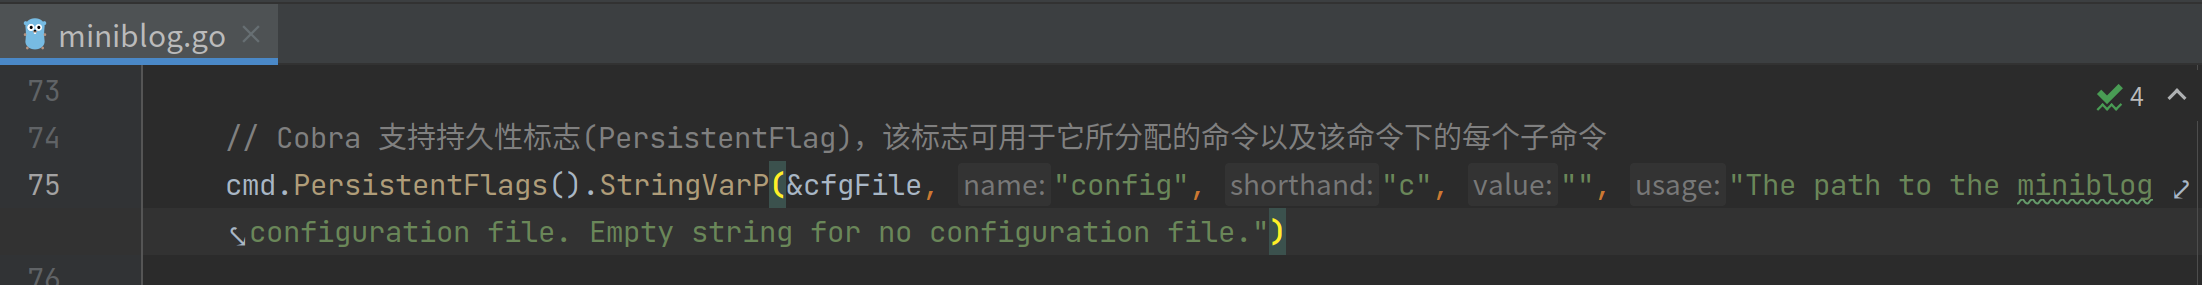 miniblog.go
73
4
74 // Cobra 支持持久性标志(PersistentFlag)，该标志可用于它所分配的命令以及该命令下的每个子命令
75 cmd.PersistentFlags().StringVarP(&cfgFile, name: "config", shorthand: "c", value: "", usage: "The path to the miniblog
configuration file. Empty string for no configuration file.")
76